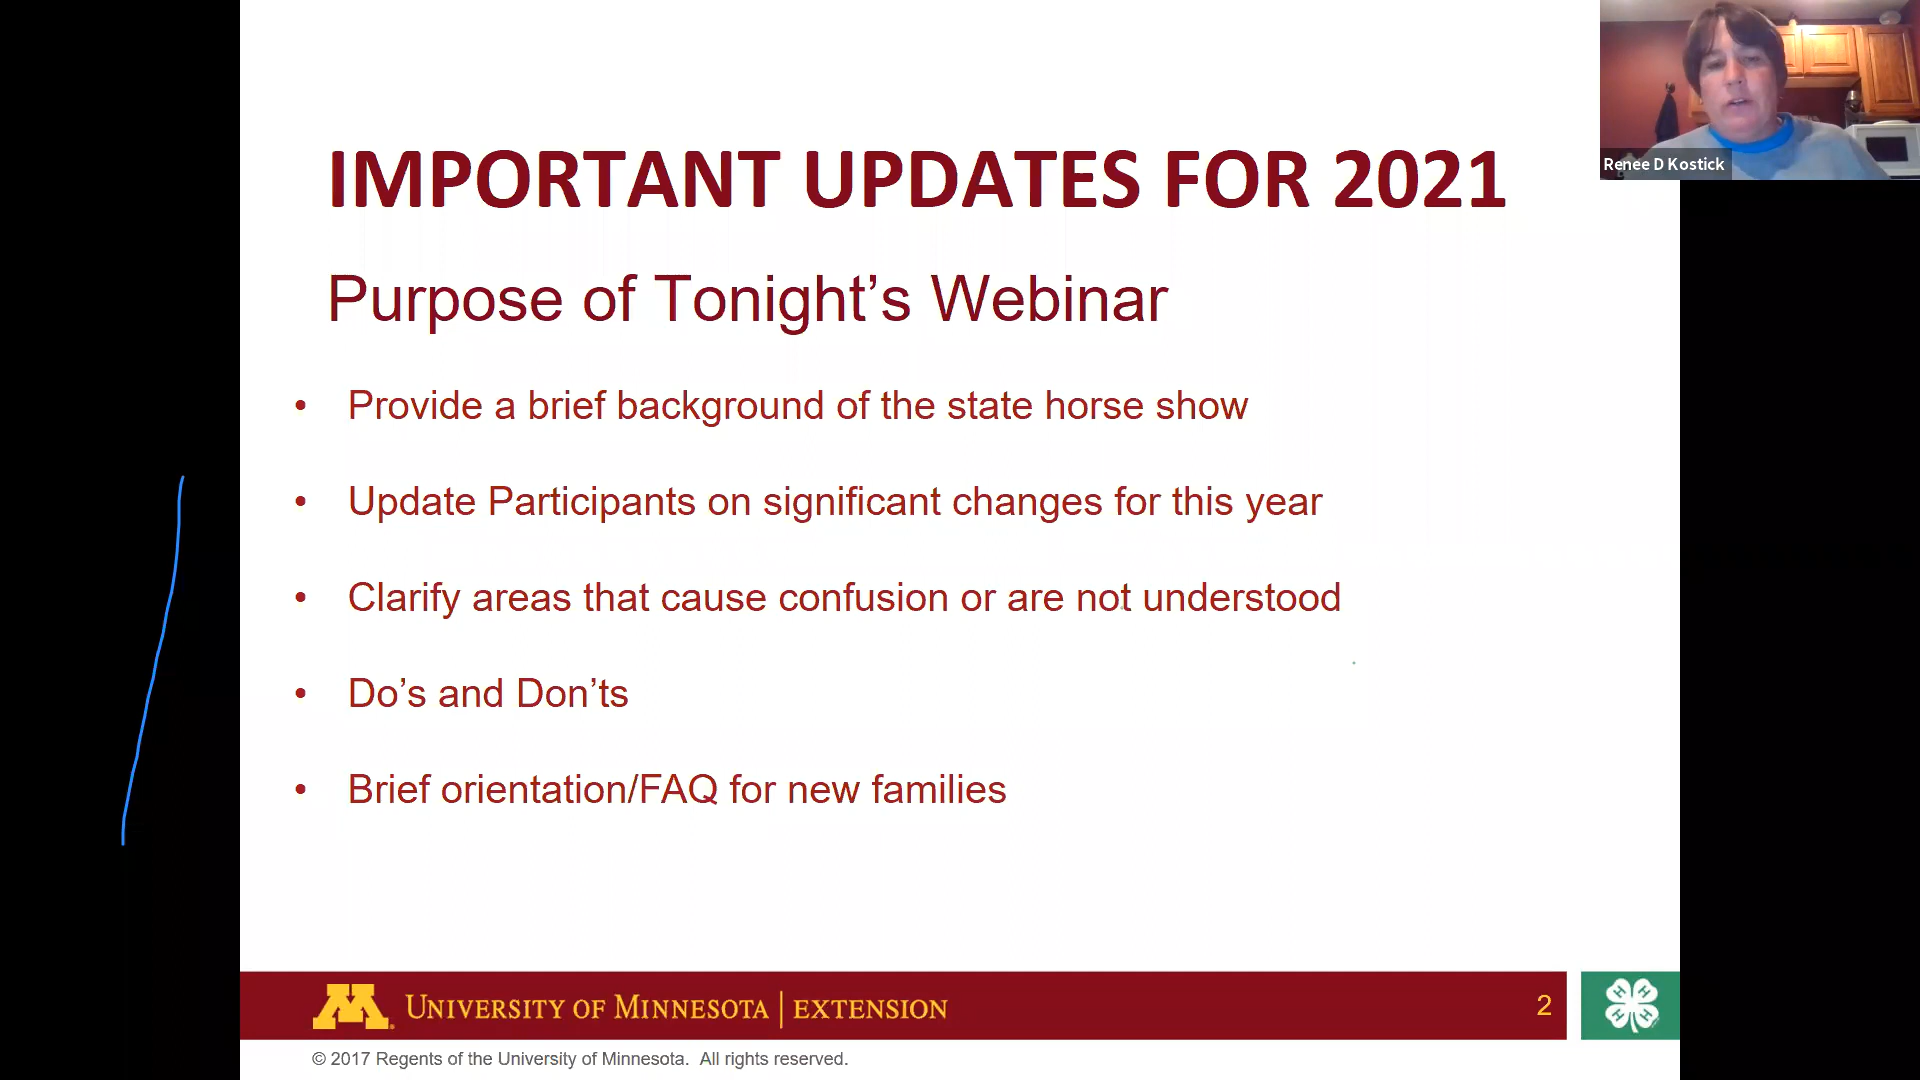 IMPORTANT UPDATES FOR 2021
Renee D Kostick
Purpose of Tonight’s Webinar
• Provide a brief background of the state horse show
• Update Participants on significant changes for this year
• Clarify areas that cause confusion or are not understood
• Do’s and Don’ts
• Brief orientation/FAQ for new families
M UNIVERSITY OF MINNESOTA | EXTENSION
2
H H H H
© 2017 Regents of the University of Minnesota. All rights reserved.